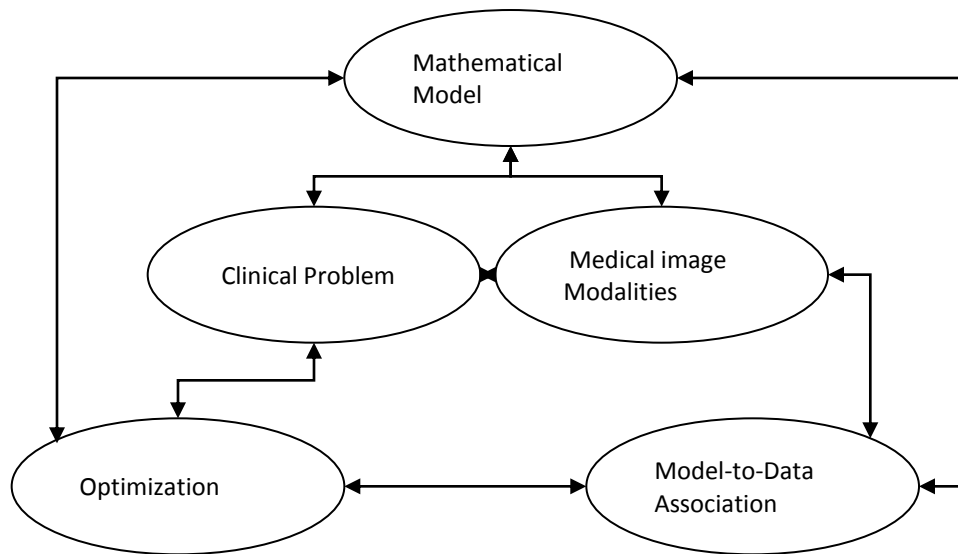 Mathematical
Model
Clinical Problem
Medical image
Modalities
Optimization
Model-to-Data
Association